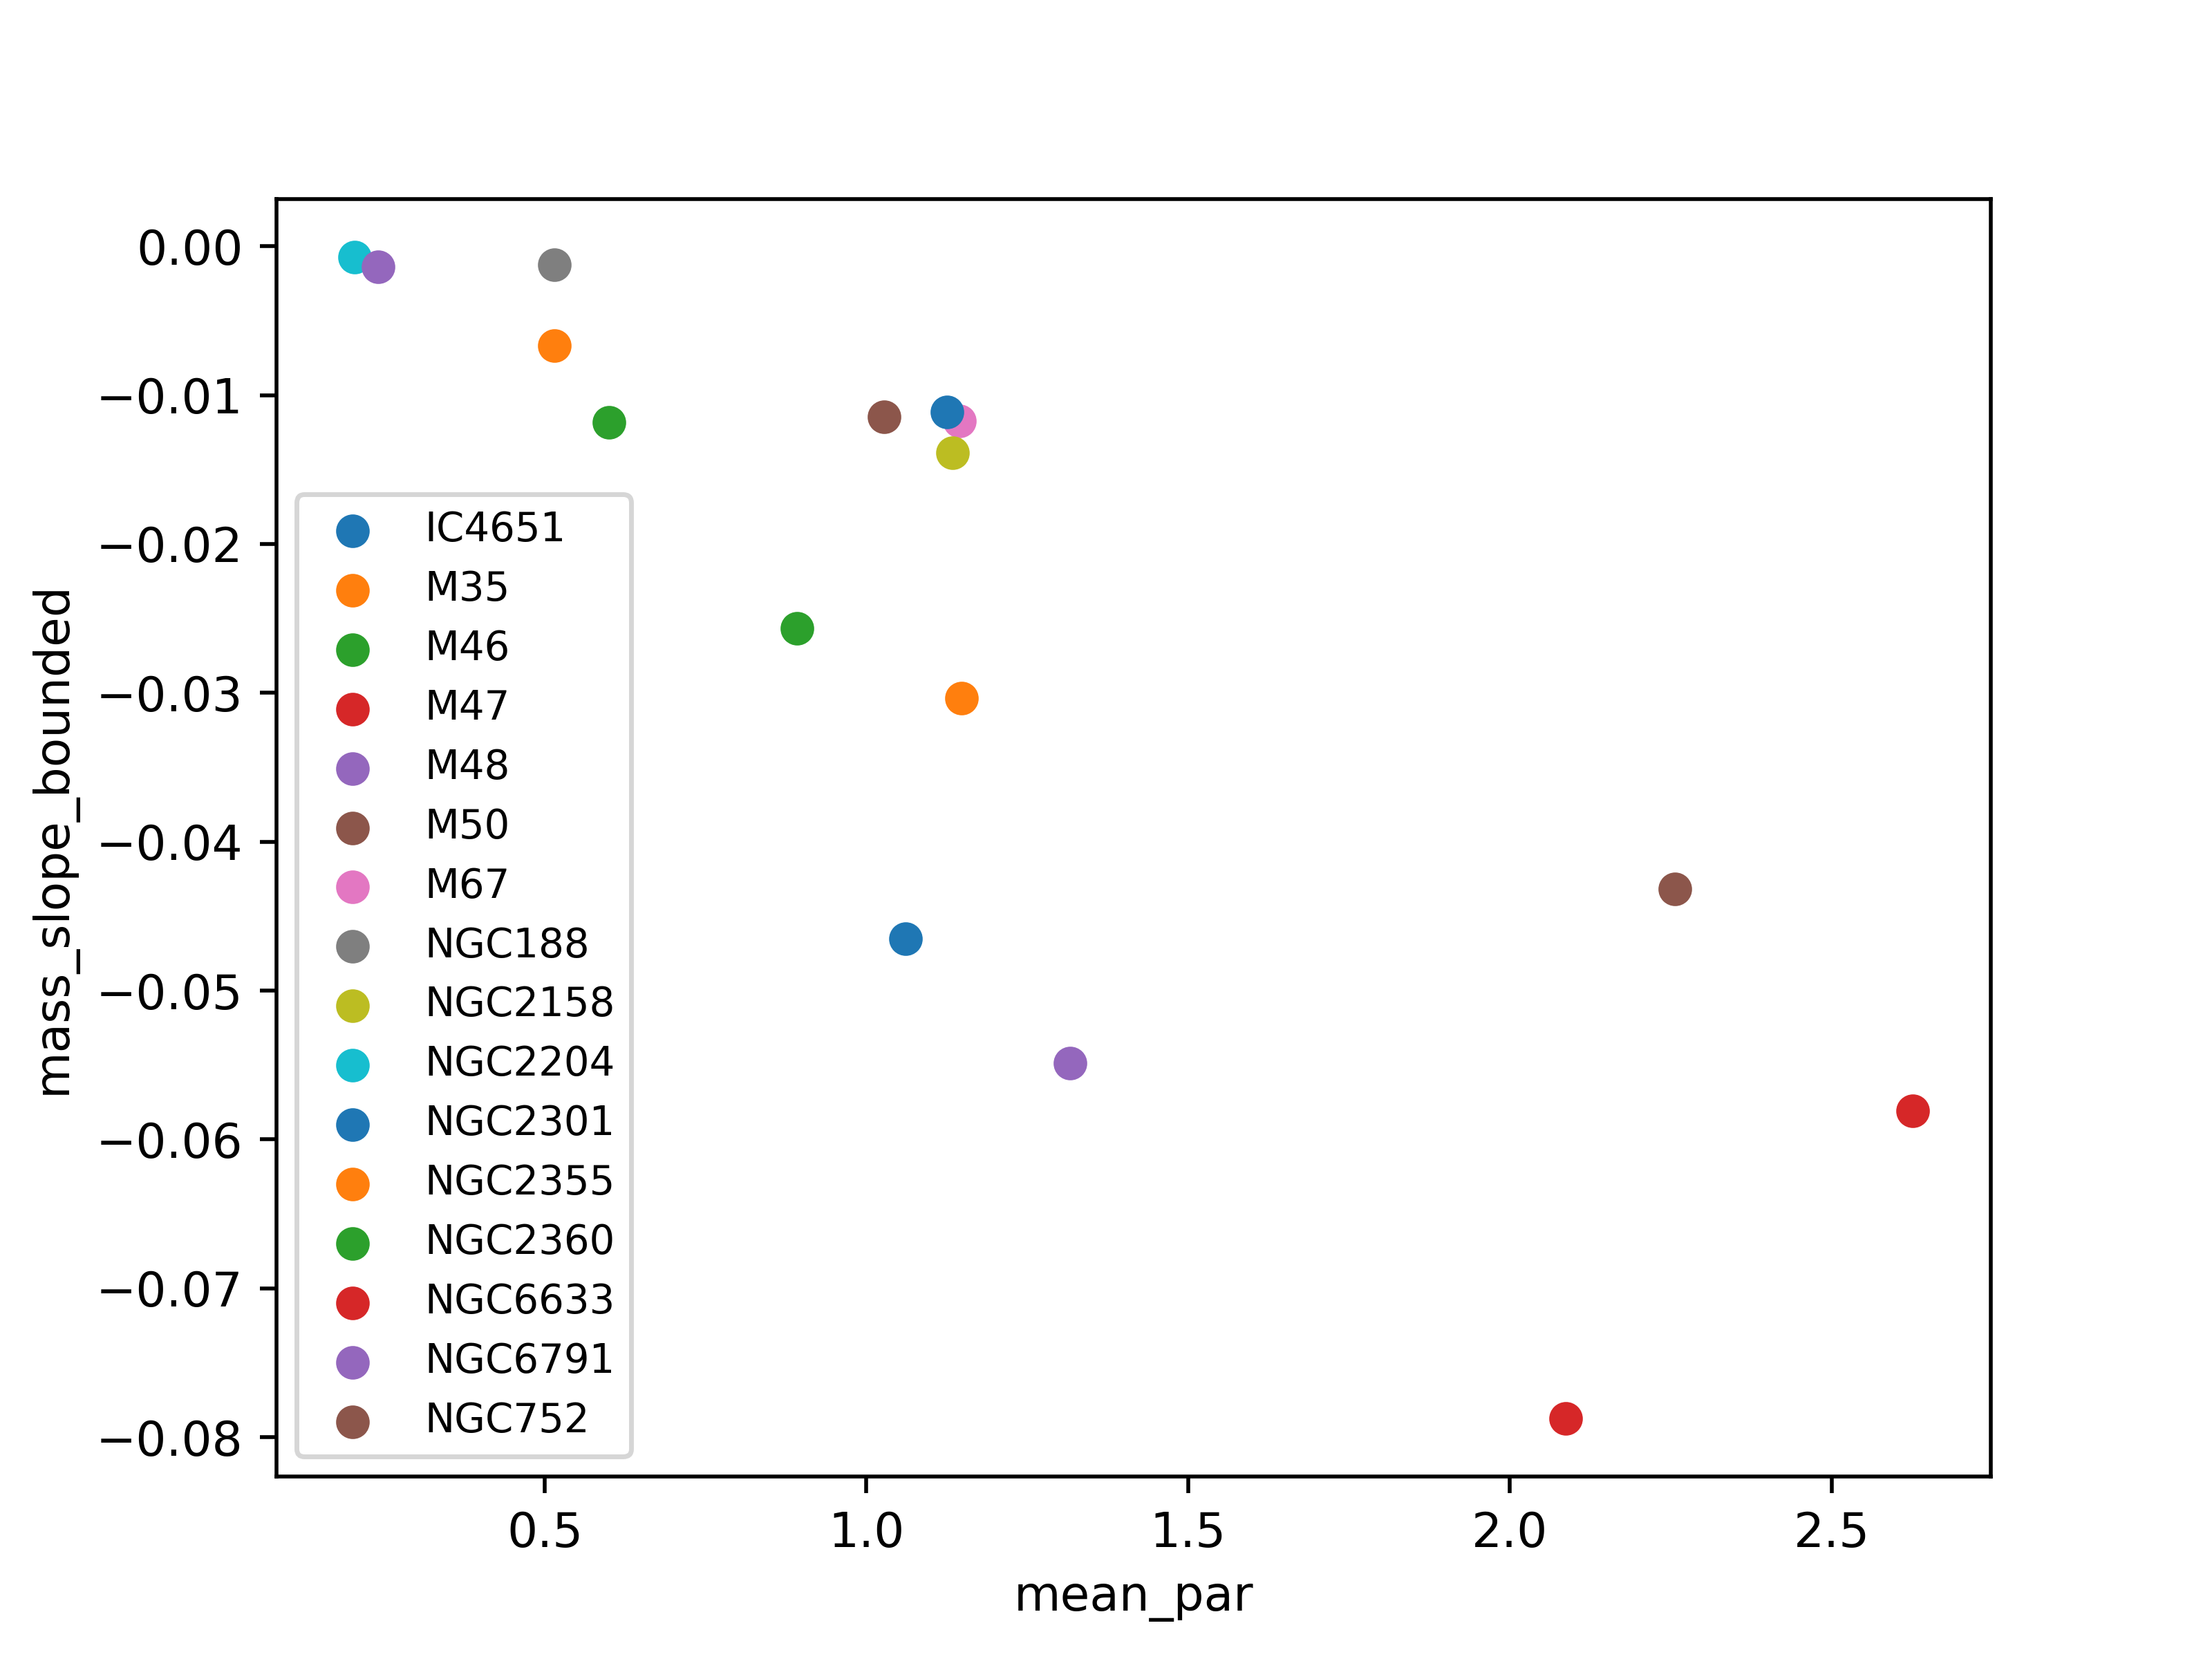 0.00
−0.01
−0.02
−0.03
−0.04
−0.05
−0.06
−0.07
−0.08
mass_slope_bounded
IC4651
M35
M46
M47
M48
M50
M67
NGC188
NGC2158
NGC2204
NGC2301
NGC2355
NGC2360
NGC6633
NGC6791
NGC752
0.5 1.0 1.5 2.0 2.5
mean_par